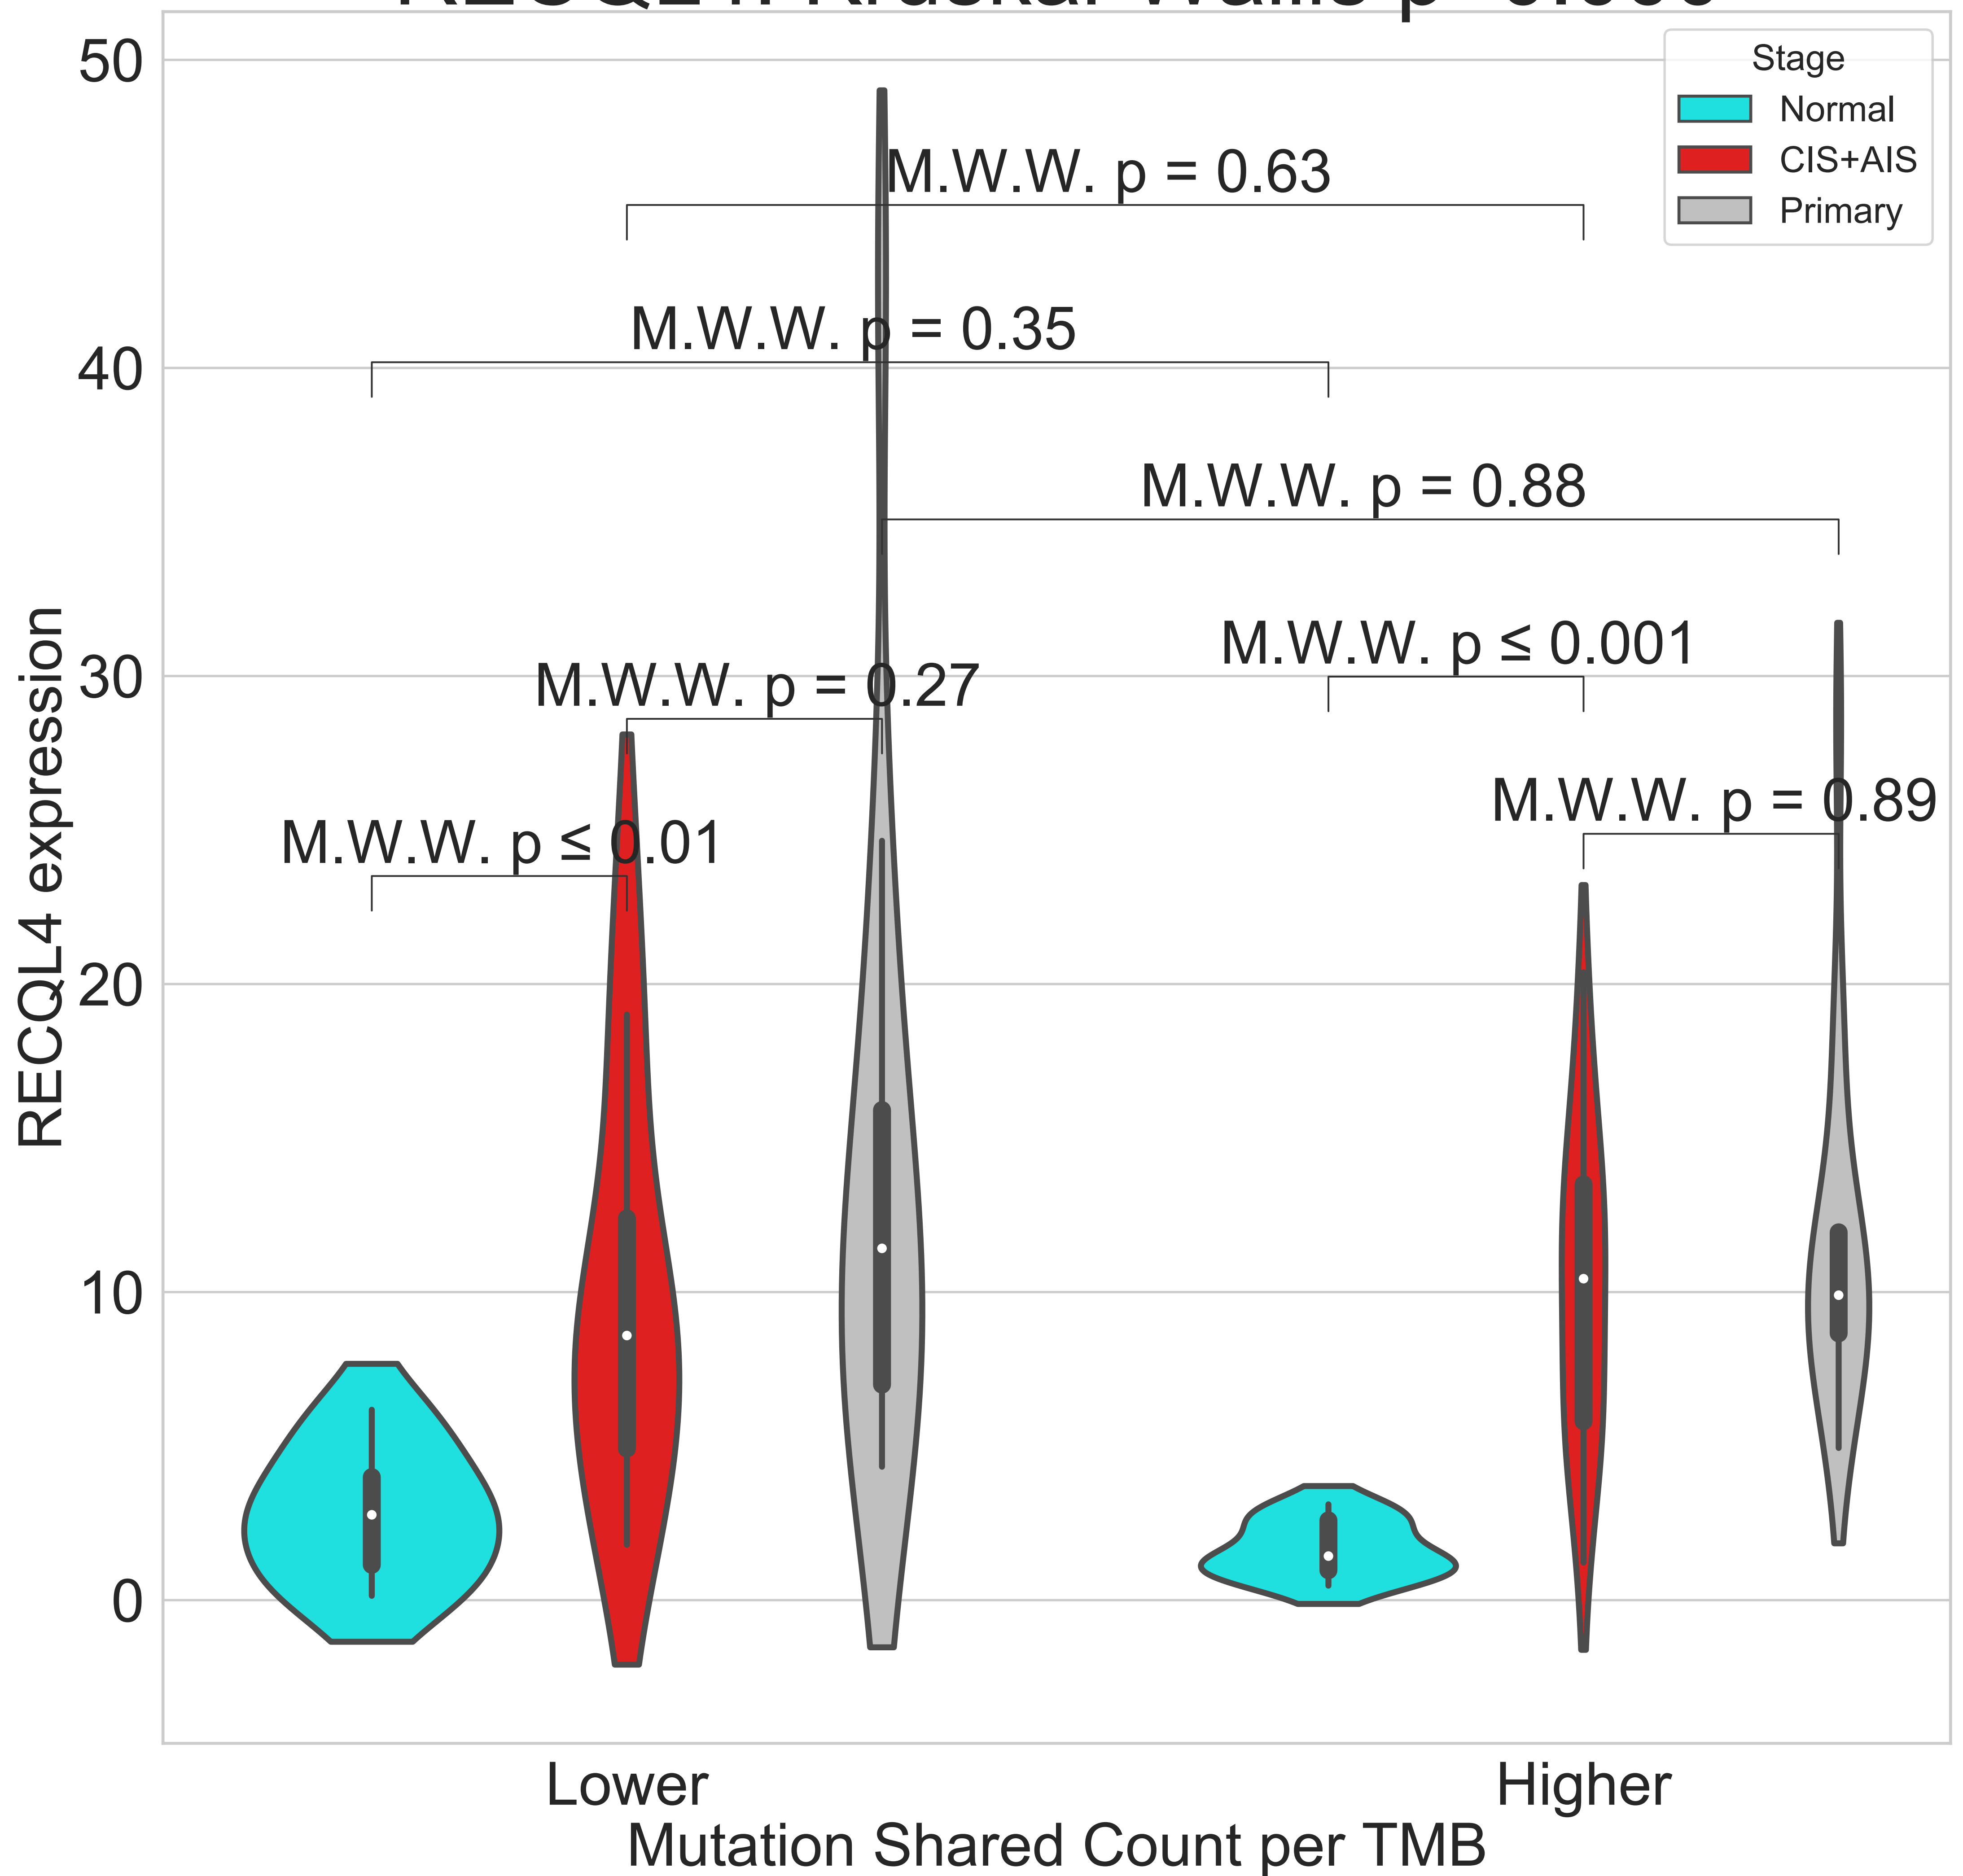 50
Stage
Normal
CIS+AIS
Primary
M.W.W. p = 0.63
M.W.W. p = 0.35
40
M.W.W. p = 0.88
M.W.W. p ≤ 0.001
M.W.W. p = 0.27
30
M.W.W. p = 0.89
M.W.W. p ≤ 0.01
RECQL4 expression
20
10
0
Lower
Higher
Mutation Shared Count per TMB